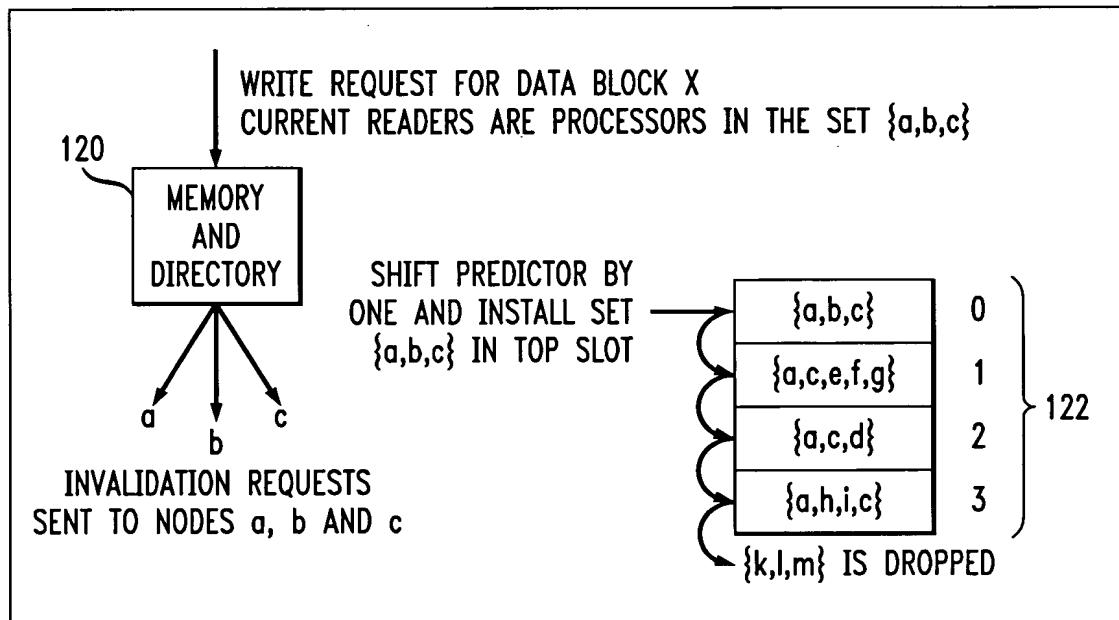 WRITE REQUEST FOR DATA BLOCK X
CURRENT READERS ARE PROCESSORS IN THE SET {a,b,c}
120
MEMORY
AND
DIRECTORY
a
b
c
INVALIDATION REQUESTS
SENT TO NODES a, b AND c
SHIFT PREDICTOR BY
ONE AND INSTALL SET
{a,b,c} IN TOP SLOT
{a,b,c} 0
{a,c,e,f,g} 1
{a,c,d} 2
{a,h,i,c} 3
122
{k,l,m} IS DROPPED